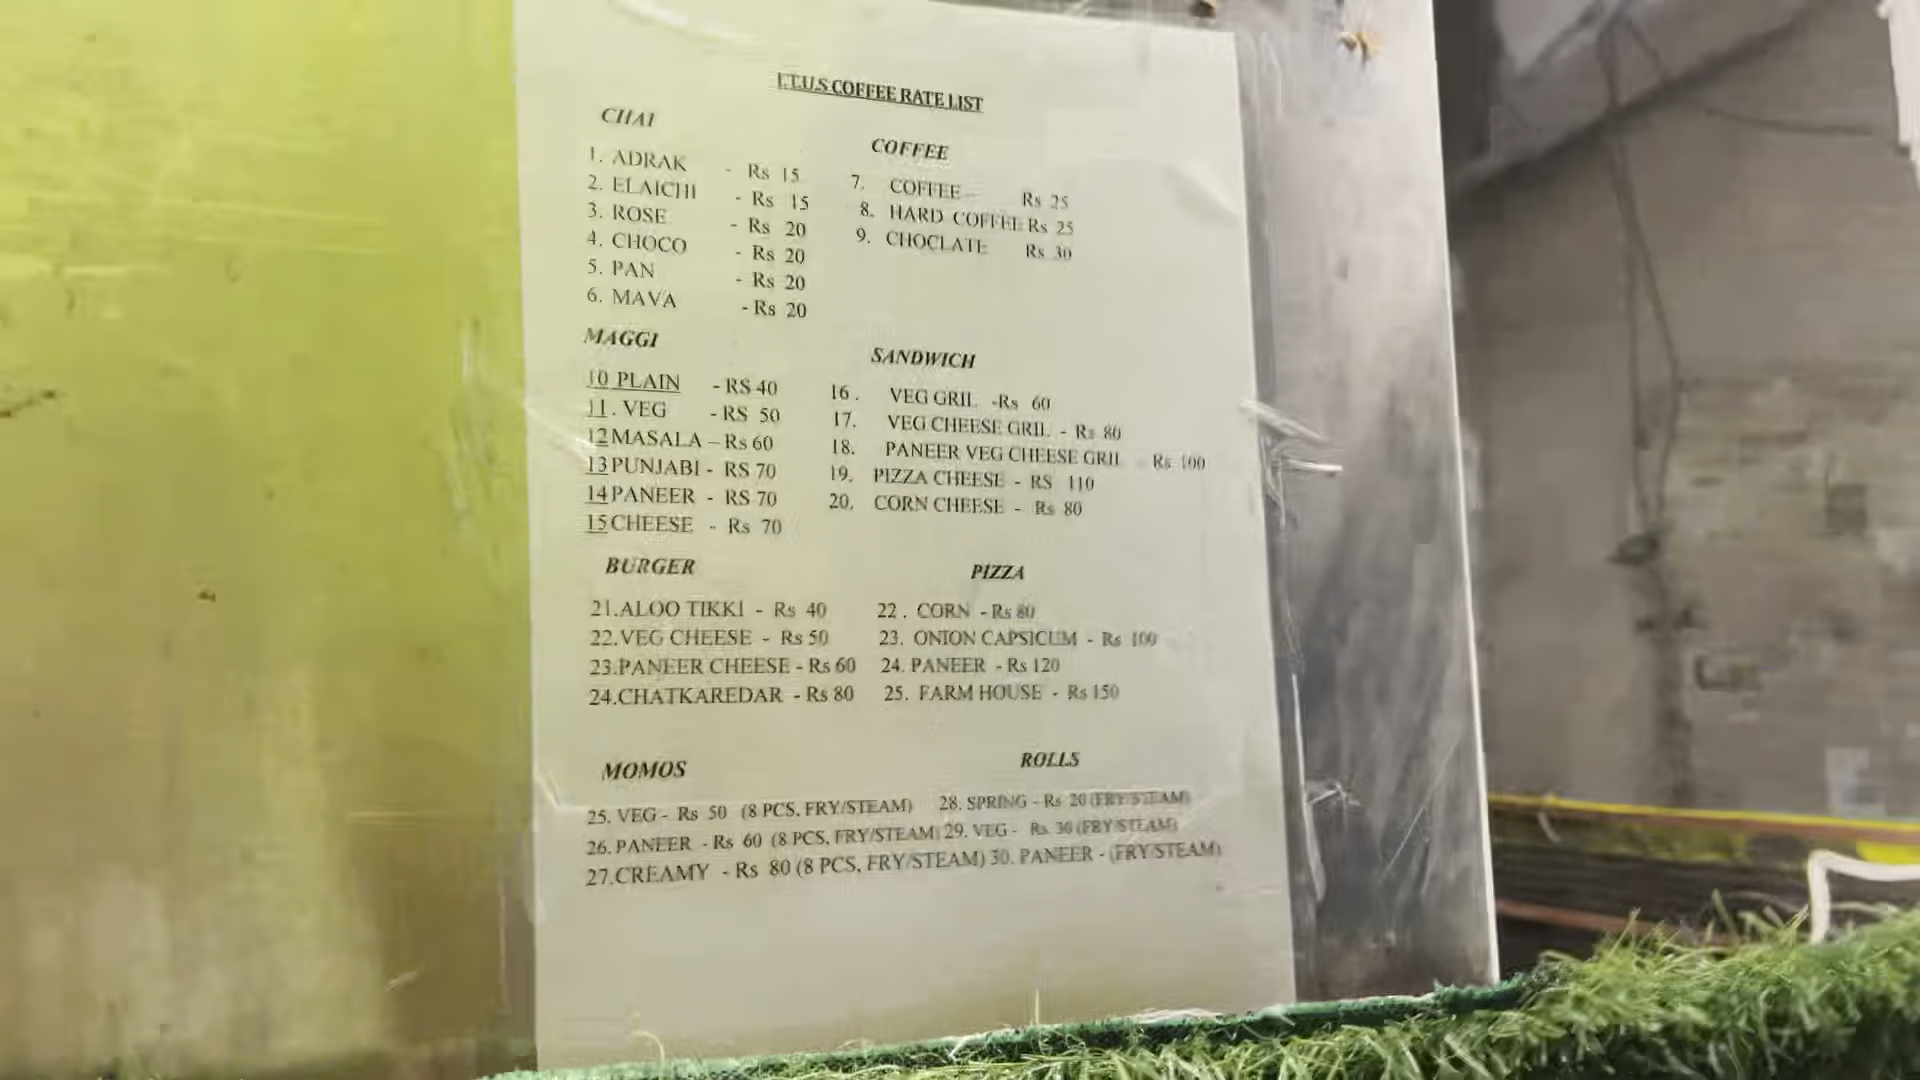 I.T.U.S COFFEE RATE LIST
CHAI
1. ADRAK - Rs 15
2. ELAICHI - Rs 15
3. ROSE - Rs 20
4. CHOCO - Rs 20
5. PAN - Rs 20
6. MAVA - Rs 20
COFFEE
7. COFFEE - Rs 25
8. HARD COFFEE Rs 25
9. CHOCLATE Rs 30
MAGGI
10 PLAIN - RS 40
11. VEG - RS 50
12 MASALA – Rs 60
13 PUNJABI - RS 70
14 PANEER - RS 70
15 CHEESE - Rs 70
SANDWICH
16. VEG GRIL -Rs 60
17. VEG CHEESE GRIL - Rs 80
18. PANEER VEG CHEESE GRIL Rs 100
19. PIZZA CHEESE - RS 110
20. CORN CHEESE - Rs 80
BURGER
21.ALOO TIKKI - Rs 40
22.VEG CHEESE - Rs 50
23.PANEER CHEESE - Rs 60
24.CHATKAREDAR - Rs 80
PIZZA
22. CORN - Rs 80
23. ONION CAPSICUM - Rs 100
24. PANEER - Rs 120
25. FARM HOUSE - Rs 150
MOMOS
25. VEG - Rs 50 (8 PCS, FRY/STEAM)
26. PANEER - Rs 60 (8 PCS, FRY/STEAM)
27.CREAMY - Rs 80 (8 PCS, FRY/STEAM)
ROLLS
28. SPRING - Rs 20 (FRY/STEAM)
29. VEG - Rs 30 (FRY/STEAM)
30. PANEER - (FRY/STEAM)